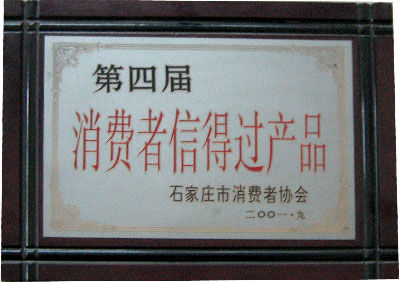 第四届
消费者信得过产品
石家庄市消费者协会
二〇〇一·九